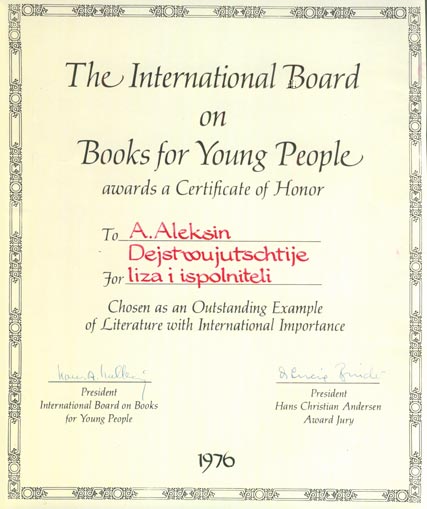 The International Board
on
Books for Young People
awards a Certificate of Honor
To A. Aleksin
Dejstwujutschtije
For liza i ispolniteli
Chosen as an Outstanding Example
of Literature with International Importance
President
International Board on Books
for Young People
President
Hans Christian Andersen
Award Jury
1976